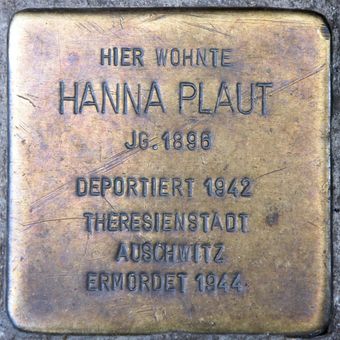 HIER WOHNTE
HANNA PLAUT
JG. 1896
DEPORTIERT 1942
THERESIENSTADT
AUSCHWITZ
ERMORDET 1944